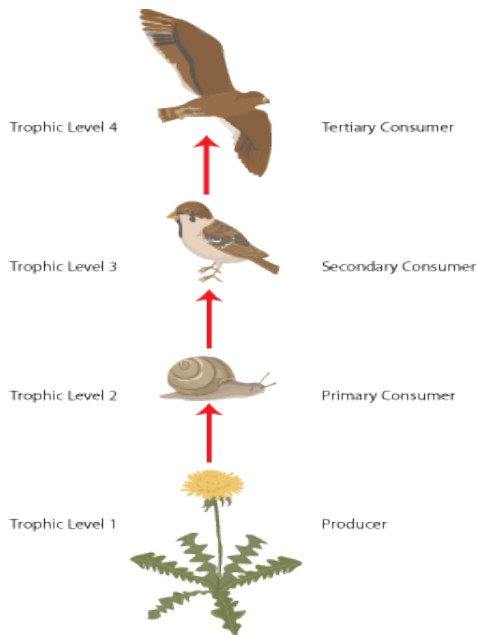 Trophic Level 4 Tertiary Consumer
Trophic Level 3 Secondary Consumer
Trophic Level 2 Primary Consumer
Trophic Level 1 Producer